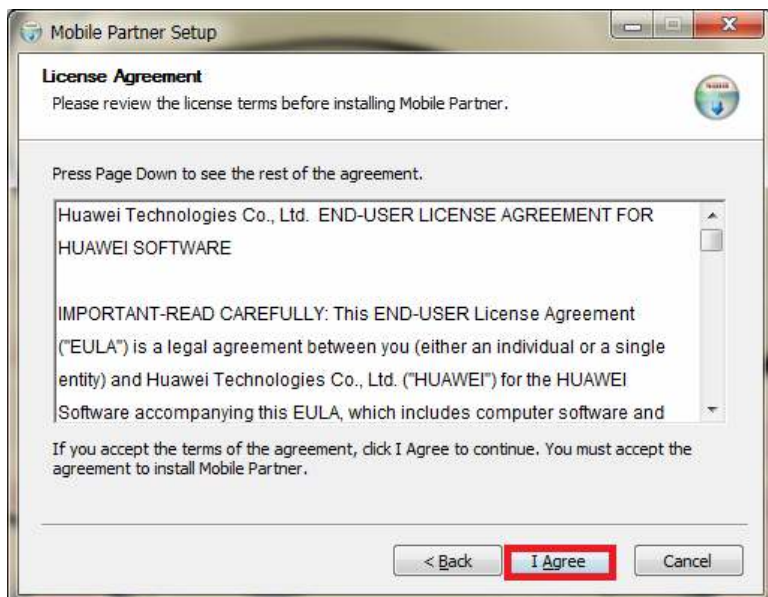 Mobile Partner Setup
License Agreement
Please review the license terms before installing Mobile Partner.
Press Page Down to see the rest of the agreement.
Huawei Technologies Co., Ltd. END-USER LICENSE AGREEMENT FOR
HUAWEI SOFTWARE
IMPORTANT-READ CAREFULLY: This END-USER License Agreement
("EULA") is a legal agreement between you (either an individual or a single
entity) and Huawei Technologies Co., Ltd. ("HUAWEI") for the HUAWEI
Software accompanying this EULA, which includes computer software and
If you accept the terms of the agreement, click I Agree to continue. You must accept the
agreement to install Mobile Partner.
< Back I Agree Cancel